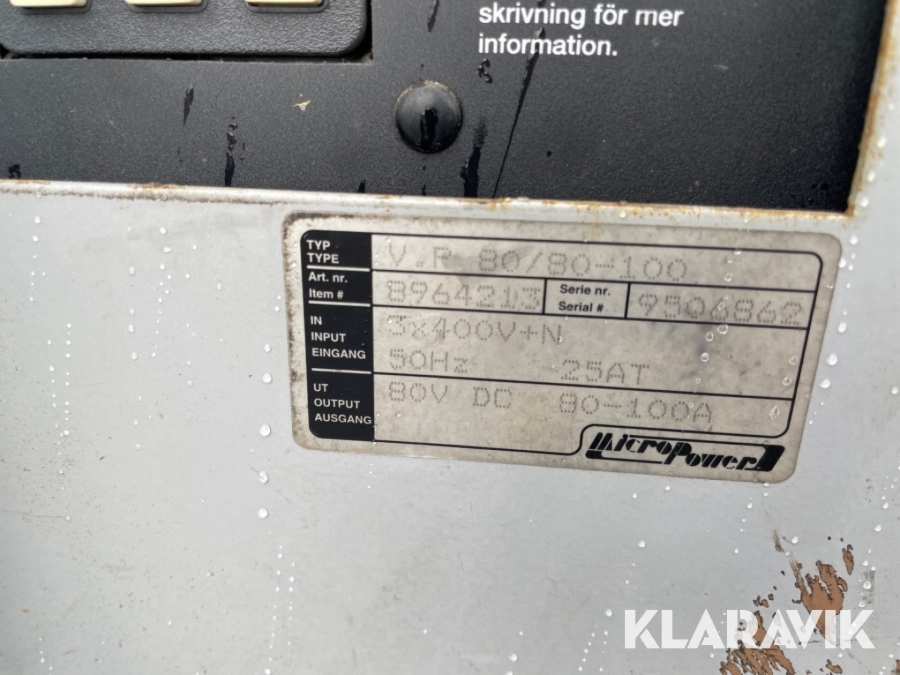 skrivning för mer
information.
TYP
TYPE
V.R 80/80-100
Art. nr.
Item #
8964213
Serie nr.
Serial #
9506862
IN
INPUT
EINGANG
3x400V+N
50Hz 25AT
UT
OUTPUT
AUSGANG
80V DC 80-100A
MicroPower
KLARAVIK